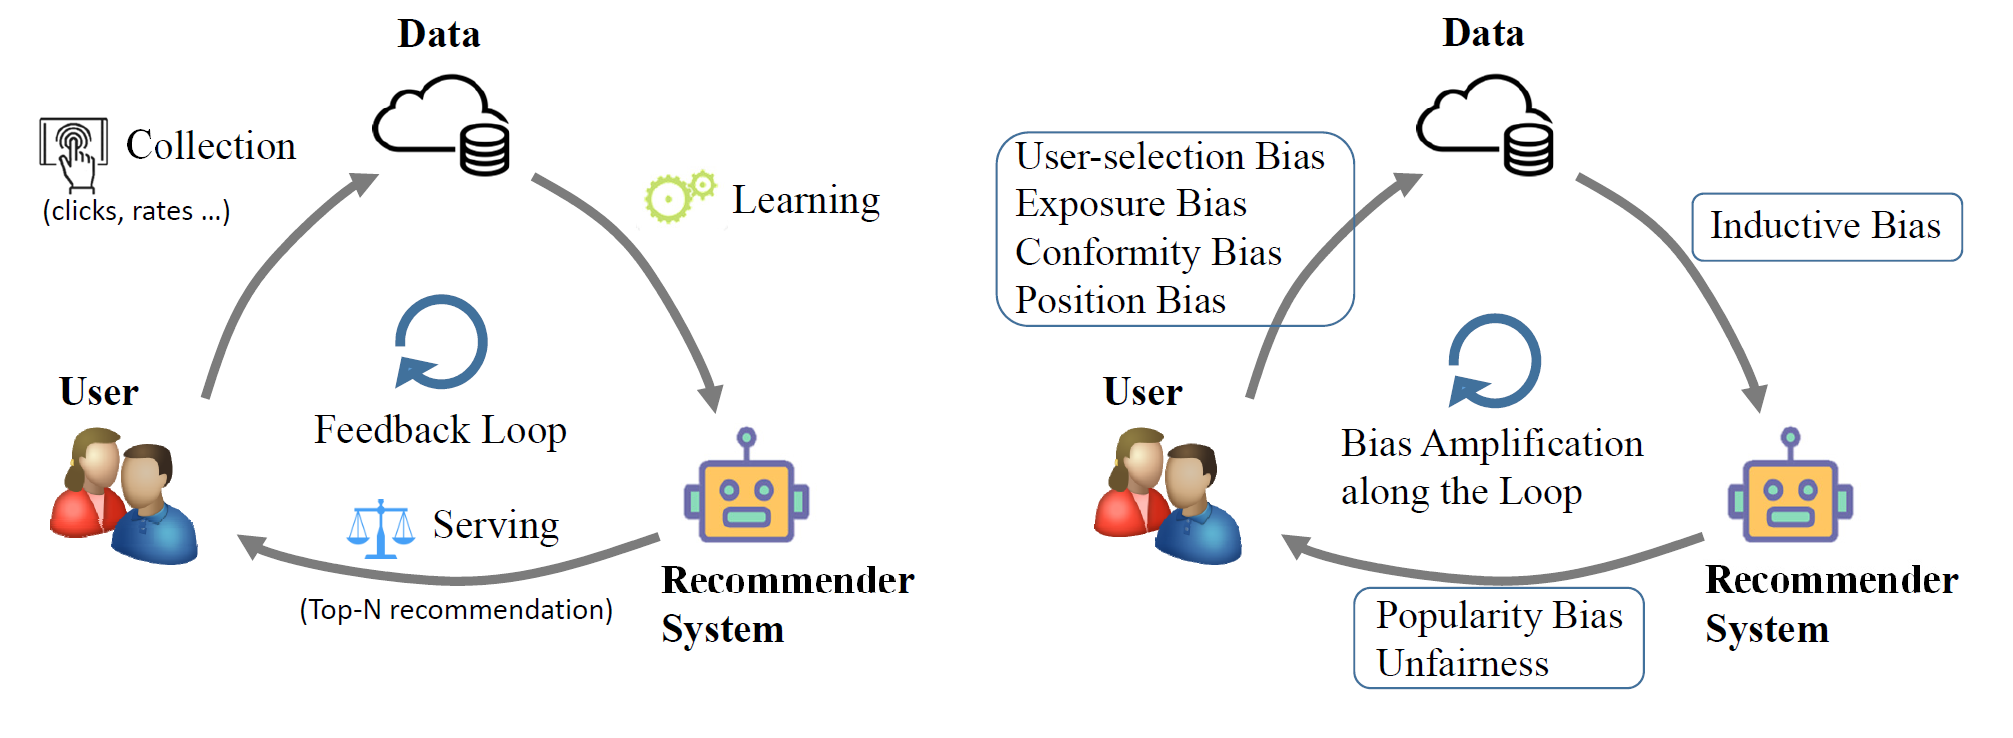 Data
Collection
(clicks, rates ...)
Learning
User
Feedback Loop
Serving
(Top-N recommendation)
Recommender
System
Data
User-selection Bias
Exposure Bias
Conformity Bias
Position Bias
Inductive Bias
User
Bias Amplification
along the Loop
Popularity Bias
Unfairness
Recommender
System